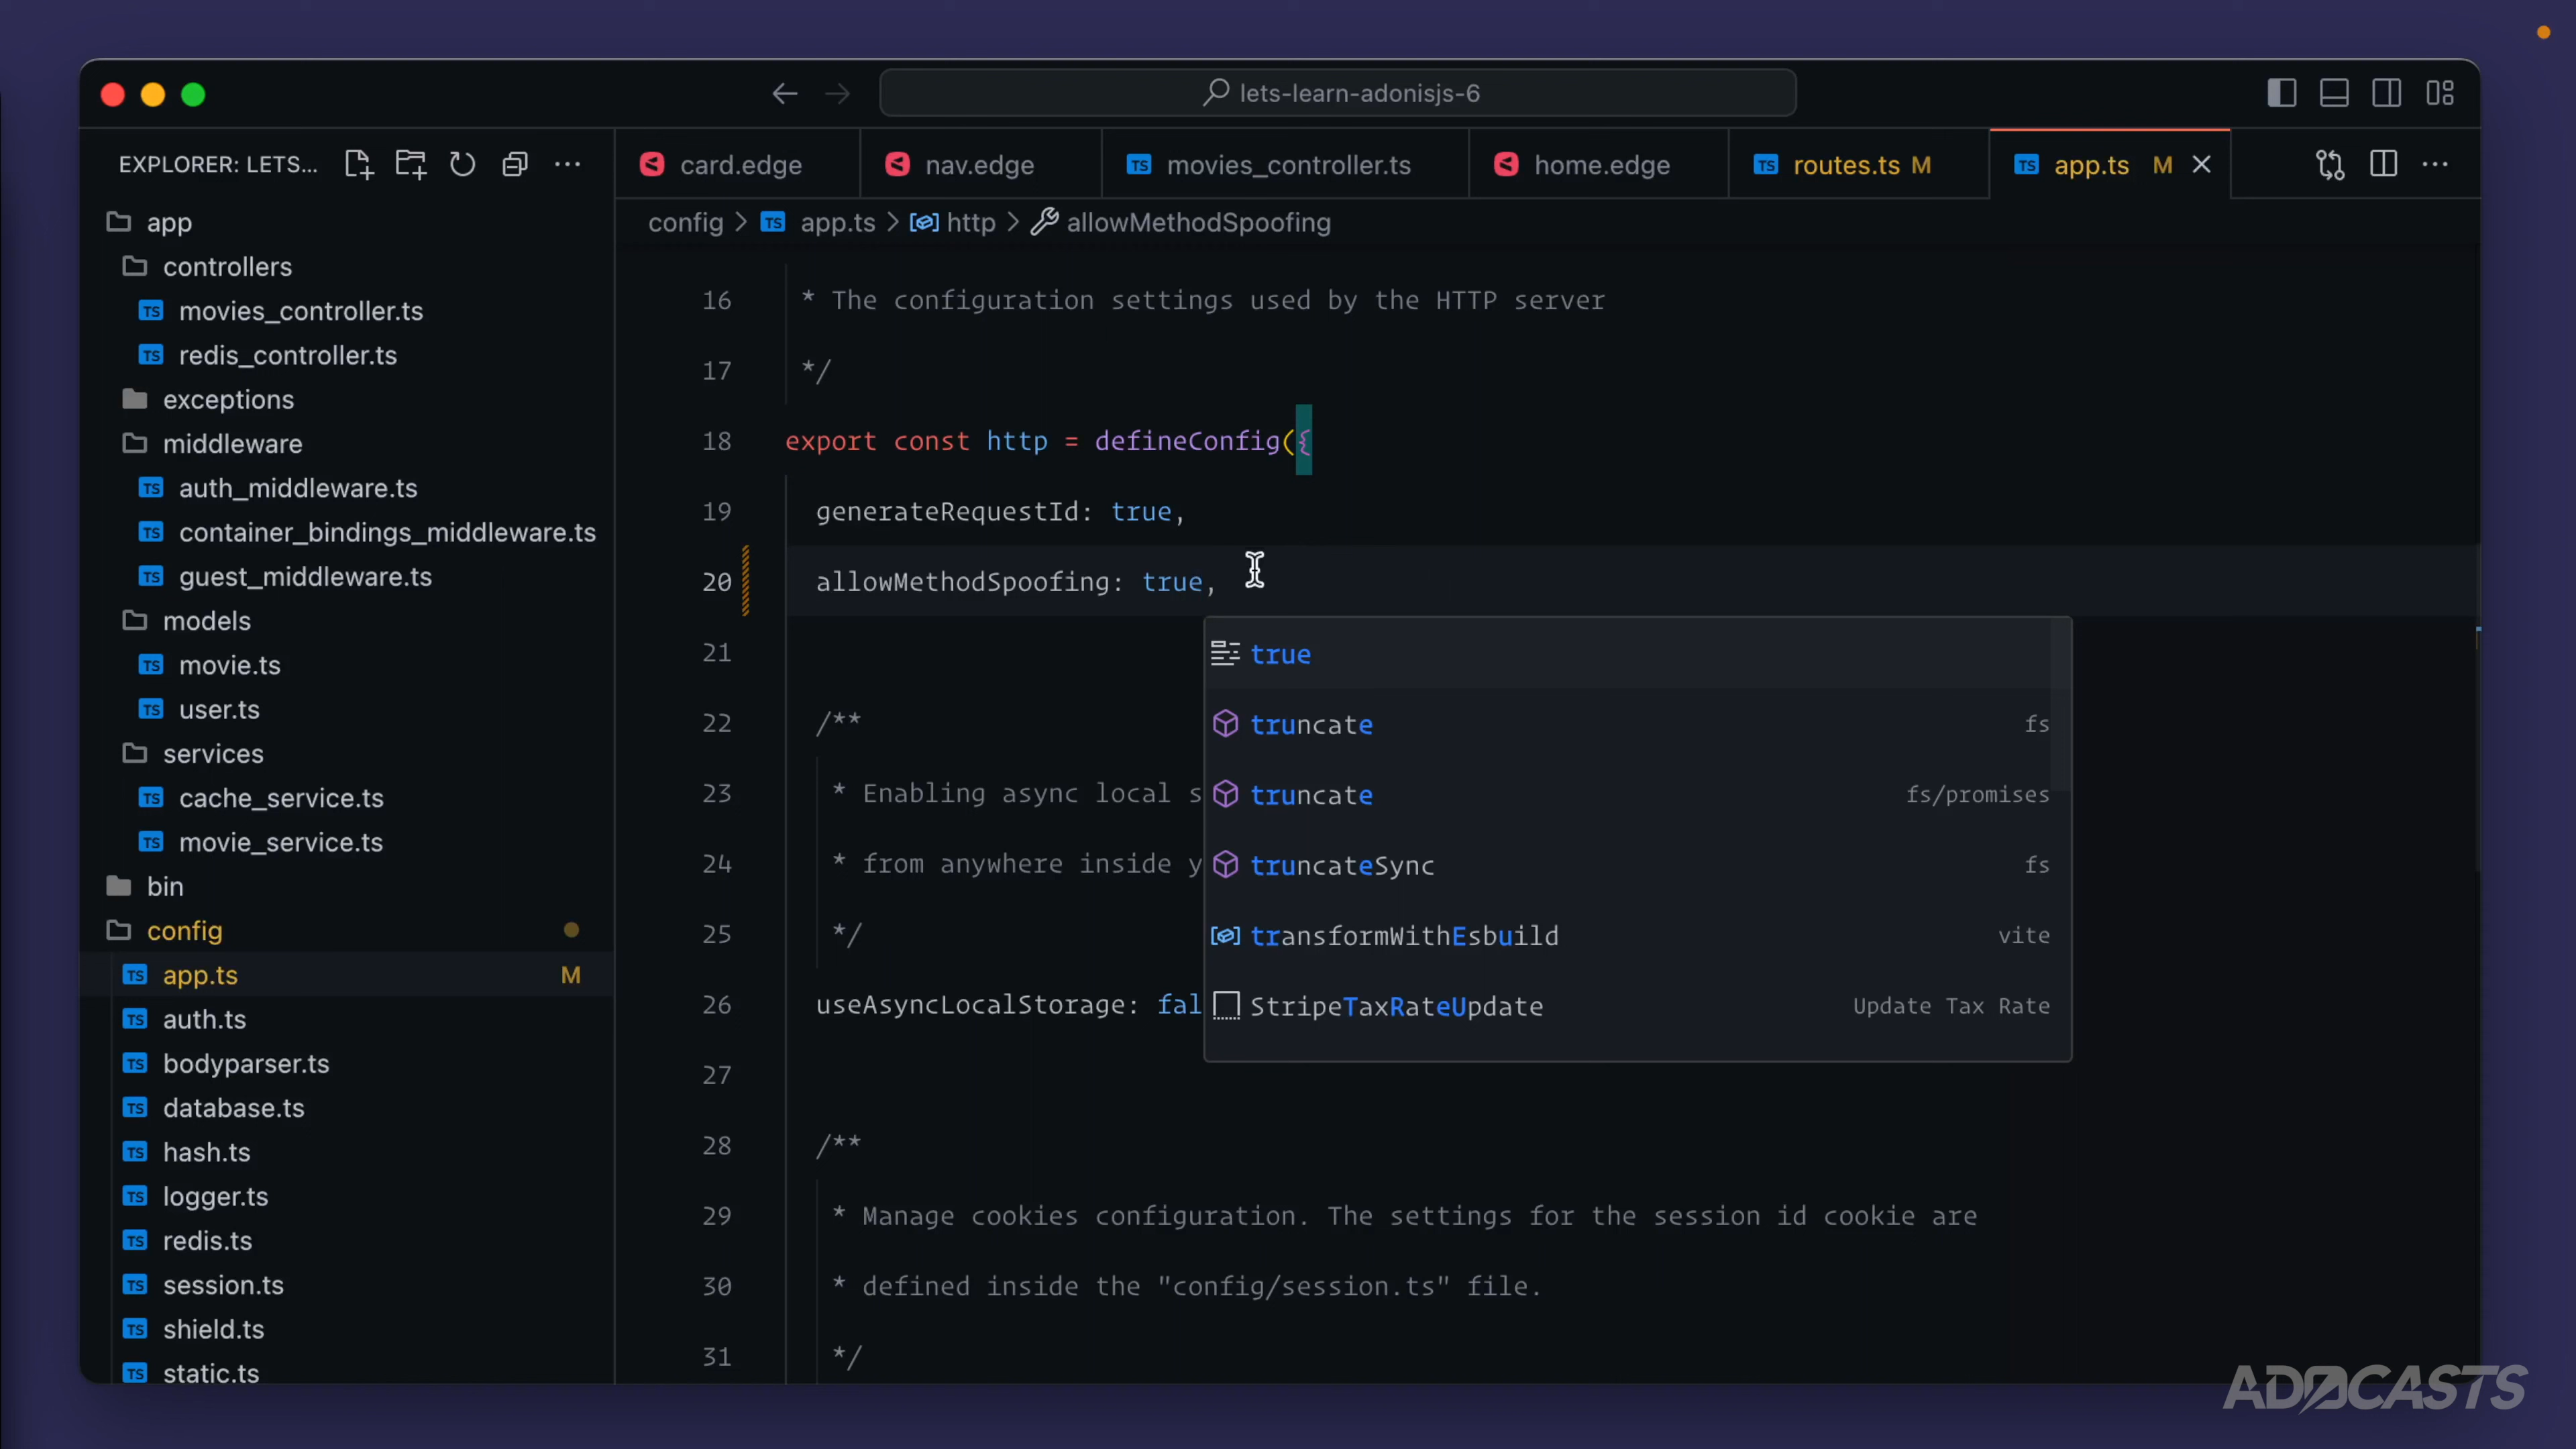 lets-learn-adonisjs-6
EXPLORER: LETS...
card.edge
nav.edge
movies_controller.ts
home.edge
routes.ts M
app.ts M
config > app.ts > http > allowMethodSpoofing
app
controllers
movies_controller.ts
redis_controller.ts
exceptions
middleware
auth_middleware.ts
container_bindings_middleware.ts
guest_middleware.ts
models
movie.ts
user.ts
services
cache_service.ts
movie_service.ts
bin
config
app.ts M
auth.ts
bodyparser.ts
database.ts
hash.ts
logger.ts
redis.ts
session.ts
shield.ts
static.ts
16 * The configuration settings used by the HTTP server
17 */
18 export const http = defineConfig({
19 generateRequestId: true,
20 allowMethodSpoofing: true,
21
22 /**
23 * Enabling async local s
24 * from anywhere inside y
25 */
26 useAsyncLocalStorage: fal
27
28 /**
29 * Manage cookies configuration. The settings for the session id cookie are
30 * defined inside the "config/session.ts" file.
31 */
true
truncate fs
truncate fs/promises
truncateSync fs
transformWithEsbuild vite
StripeTaxRateUpdate Update Tax Rate
ADOCASTS